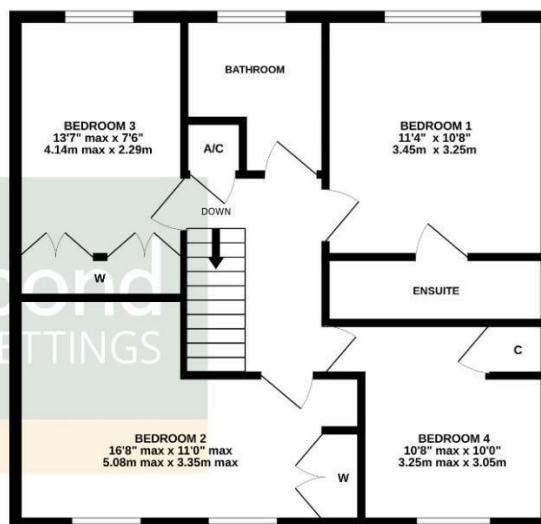 BEDROOM 3
13'7" max x 7'6"
4.14m max x 2.29m
BATHROOM
A/C
BEDROOM 1
11'4" x 10'8"
3.45m x 3.25m
DOWN
W
ENSUITE
ond
ETTINGS
C
BEDROOM 2
16'8" max x 11'0" max
5.08m max x 3.35m max
W
BEDROOM 4
10'8" max x 10'0"
3.25m max x 3.05m